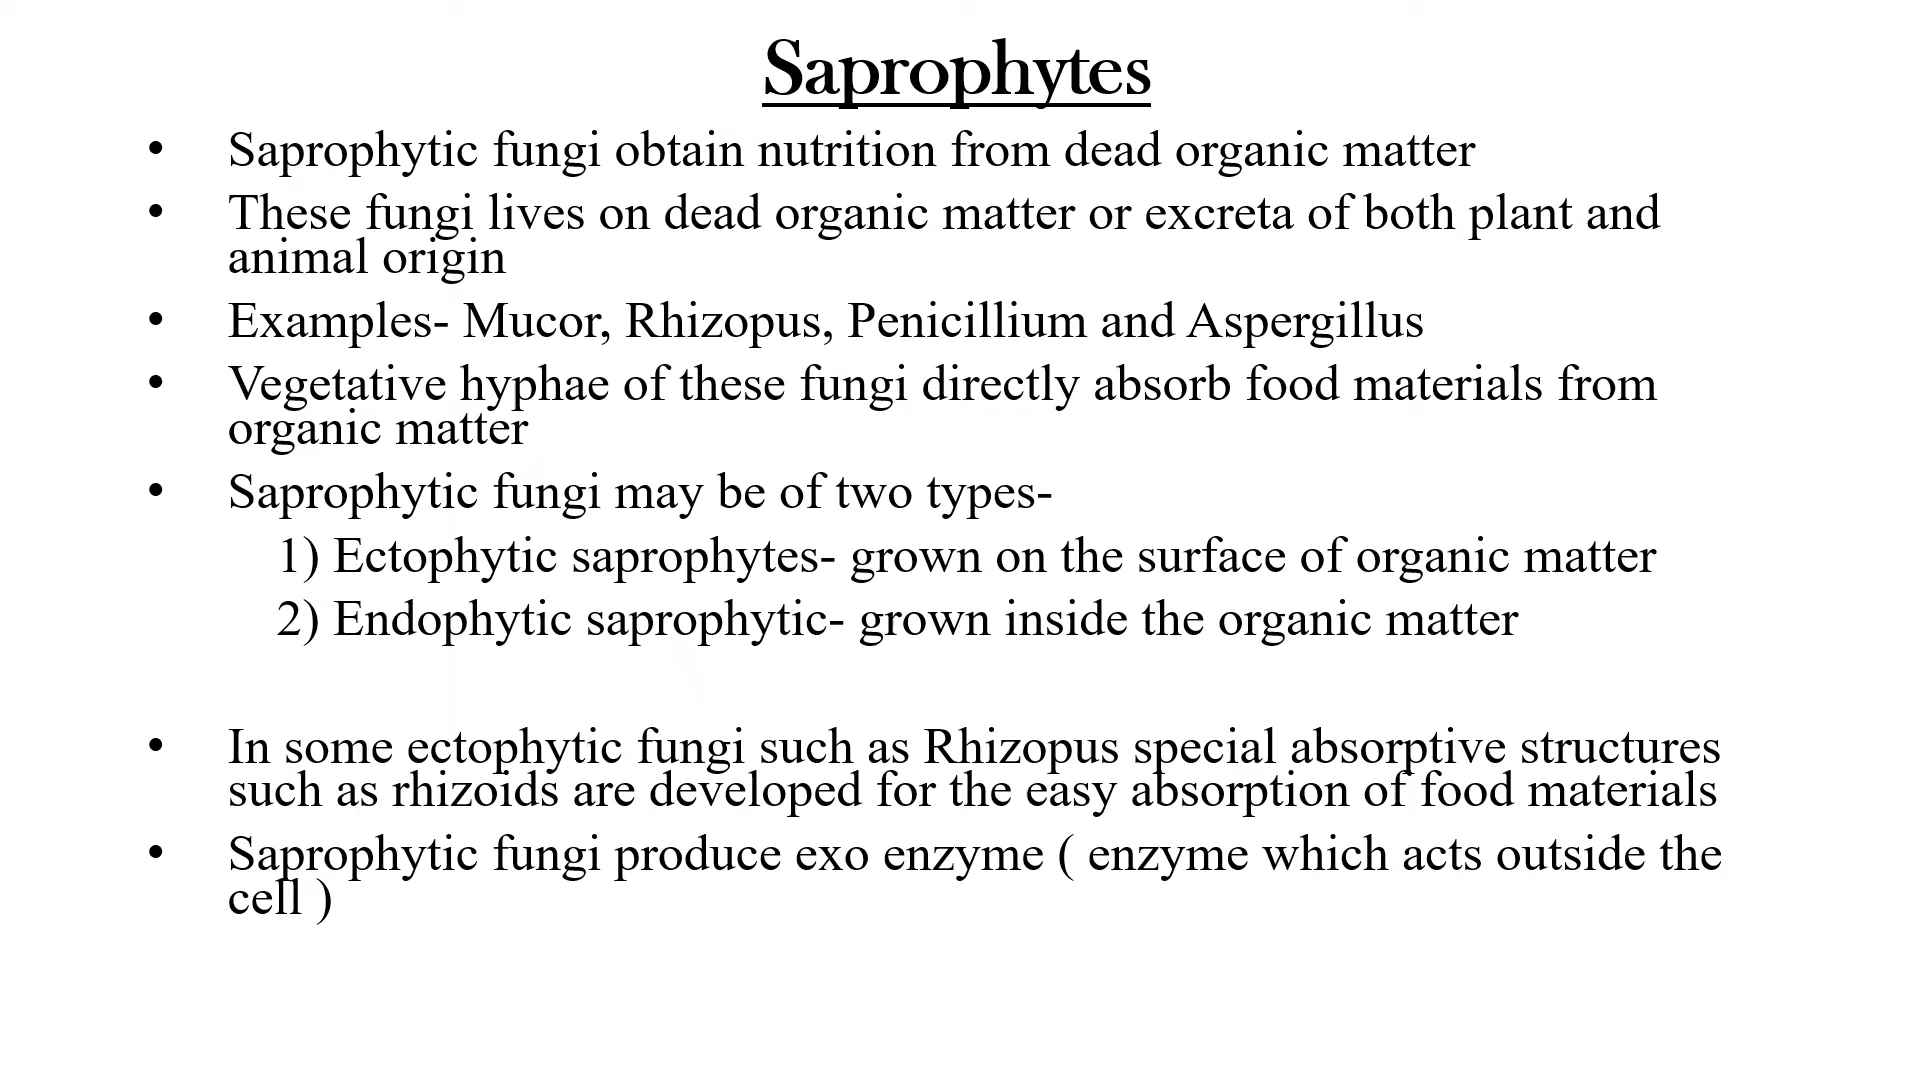 Saprophytes
• Saprophytic fungi obtain nutrition from dead organic matter
• These fungi lives on dead organic matter or excreta of both plant and
animal origin
• Examples- Mucor, Rhizopus, Penicillium and Aspergillus
• Vegetative hyphae of these fungi directly absorb food materials from
organic matter
• Saprophytic fungi may be of two types-
1) Ectophytic saprophytes- grown on the surface of organic matter
2) Endophytic saprophytic- grown inside the organic matter
• In some ectophytic fungi such as Rhizopus special absorptive structures
such as rhizoids are developed for the easy absorption of food materials
• Saprophytic fungi produce exo enzyme ( enzyme which acts outside the
cell )